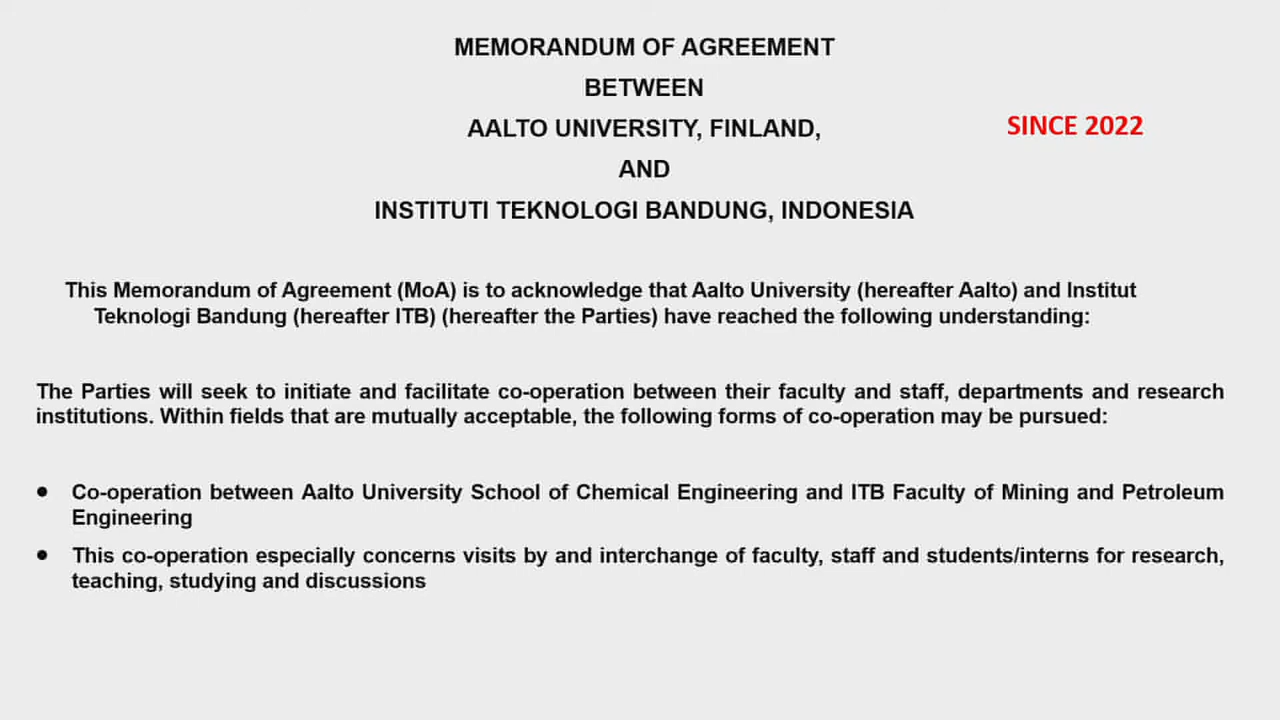 MEMORANDUM OF AGREEMENT
BETWEEN
AALTO UNIVERSITY, FINLAND,
SINCE 2022
AND
INSTITUTI TEKNOLOGI BANDUNG, INDONESIA
This Memorandum of Agreement (MoA) is to acknowledge that Aalto University (hereafter Aalto) and Institut
Teknologi Bandung (hereafter ITB) (hereafter the Parties) have reached the following understanding:
The Parties will seek to initiate and facilitate co-operation between their faculty and staff, departments and research
institutions. Within fields that are mutually acceptable, the following forms of co-operation may be pursued:
● Co-operation between Aalto University School of Chemical Engineering and ITB Faculty of Mining and Petroleum
Engineering
● This co-operation especially concerns visits by and interchange of faculty, staff and students/interns for research,
teaching, studying and discussions